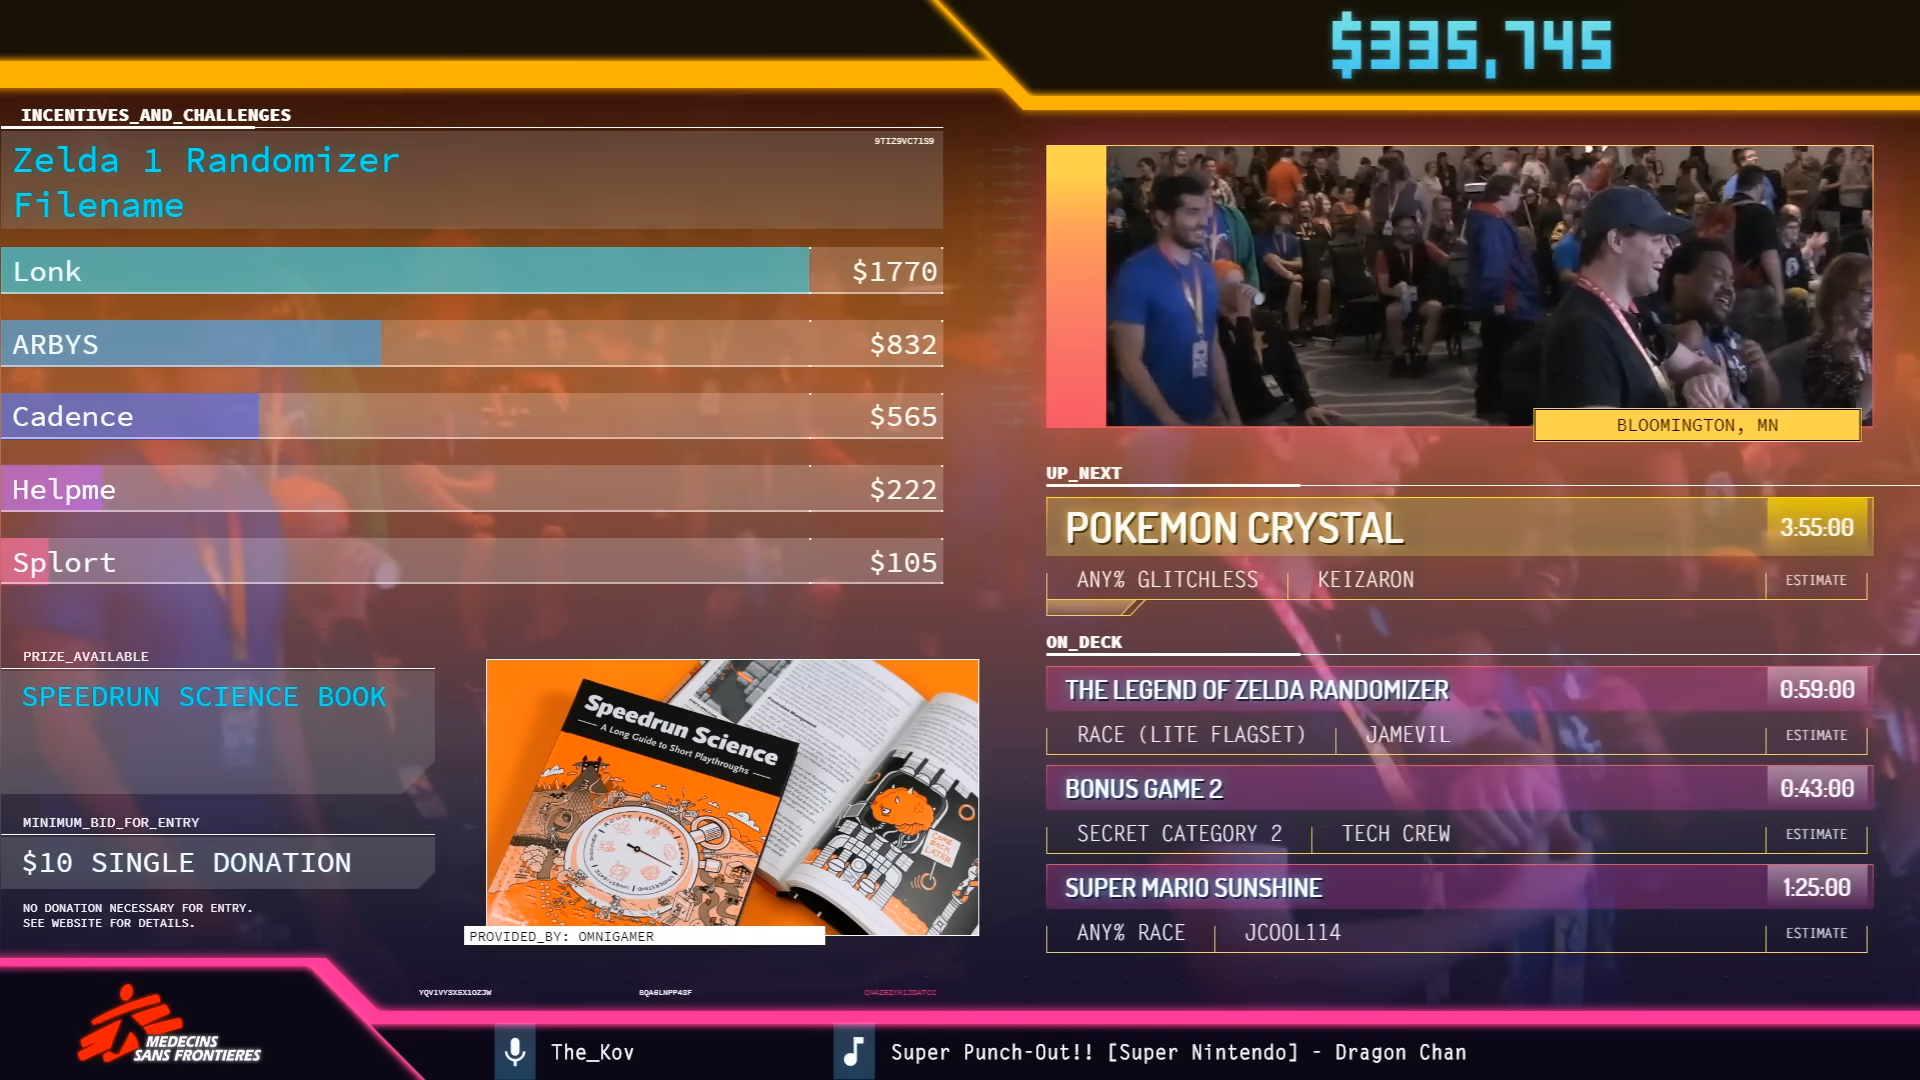 $335,745
INCENTIVES_AND_CHALLENGES
9TIZ9VC71S9
Zelda 1 Randomizer
Filename
Lonk $1770
ARBYS $832
Cadence $565
Helpme $222
Splort $105
PRIZE_AVAILABLE
SPEEDRUN SCIENCE BOOK
MINIMUM_BID_FOR_ENTRY
$10 SINGLE DONATION
NO DONATION NECESSARY FOR ENTRY.
SEE WEBSITE FOR DETAILS.
Speedrun Science
A Long Guide to Short Playthroughs
COME
BACK
LATER
PROVIDED_BY: OMNIGAMER
BLOOMINGTON, MN
UP_NEXT
POKEMON CRYSTAL 3:55:00
ANY% GLITCHLESS KEIZARON ESTIMATE
ON_DECK
THE LEGEND OF ZELDA RANDOMIZER 0:59:00
RACE (LITE FLAGSET) JAMEVIL ESTIMATE
BONUS GAME 2 0:43:00
SECRET CATEGORY 2 TECH CREW ESTIMATE
SUPER MARIO SUNSHINE 1:25:00
ANY% RACE JCOOL114 ESTIMATE
MEDECINS
SANS FRONTIERES
The_Kov
Super Punch-Out!! [Super Nintendo] - Dragon Chan